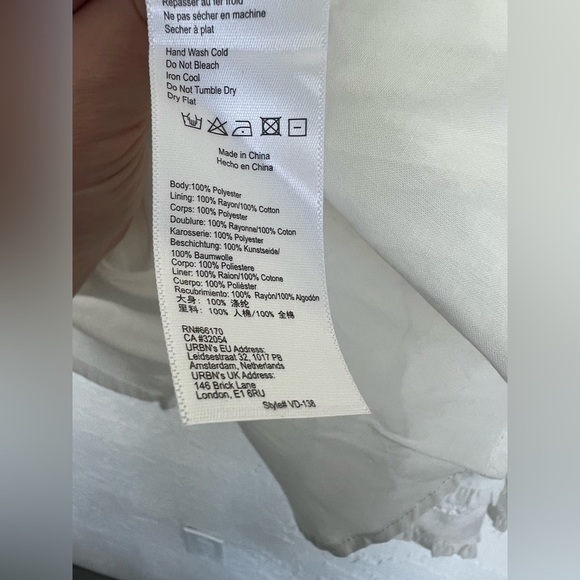 Repasser au fer froid
Ne pas sécher en machine
Secher à plat
Hand Wash Cold
Do Not Bleach
Iron Cool
Do Not Tumble Dry
Dry Flat
Made in China
Hecho en China
Body:100% Polyester
Lining: 100% Rayon/100% Cotton
Corps: 100% Polyester
Doublure: 100% Rayonne/100% Coton
Karosserie: 100% Polyester
Beschichtung: 100% Kunstseide/
100% Baumwolle
Corpo: 100% Poliestere
Liner: 100% Raion/100% Cotone
Cuerpo: 100% Poliéster
Recubrimiento: 100% Rayón/100% Algodón
大身: 100% 涤纶
里料: 100% 人棉/100% 全棉
RN#66170
CA #32054
URBN's EU Address:
Leidsestraat 32, 1017 PB
Amsterdam, Netherlands
URBN's UK Address:
146 Brick Lane
London, E1 6RU
Style# VD-138